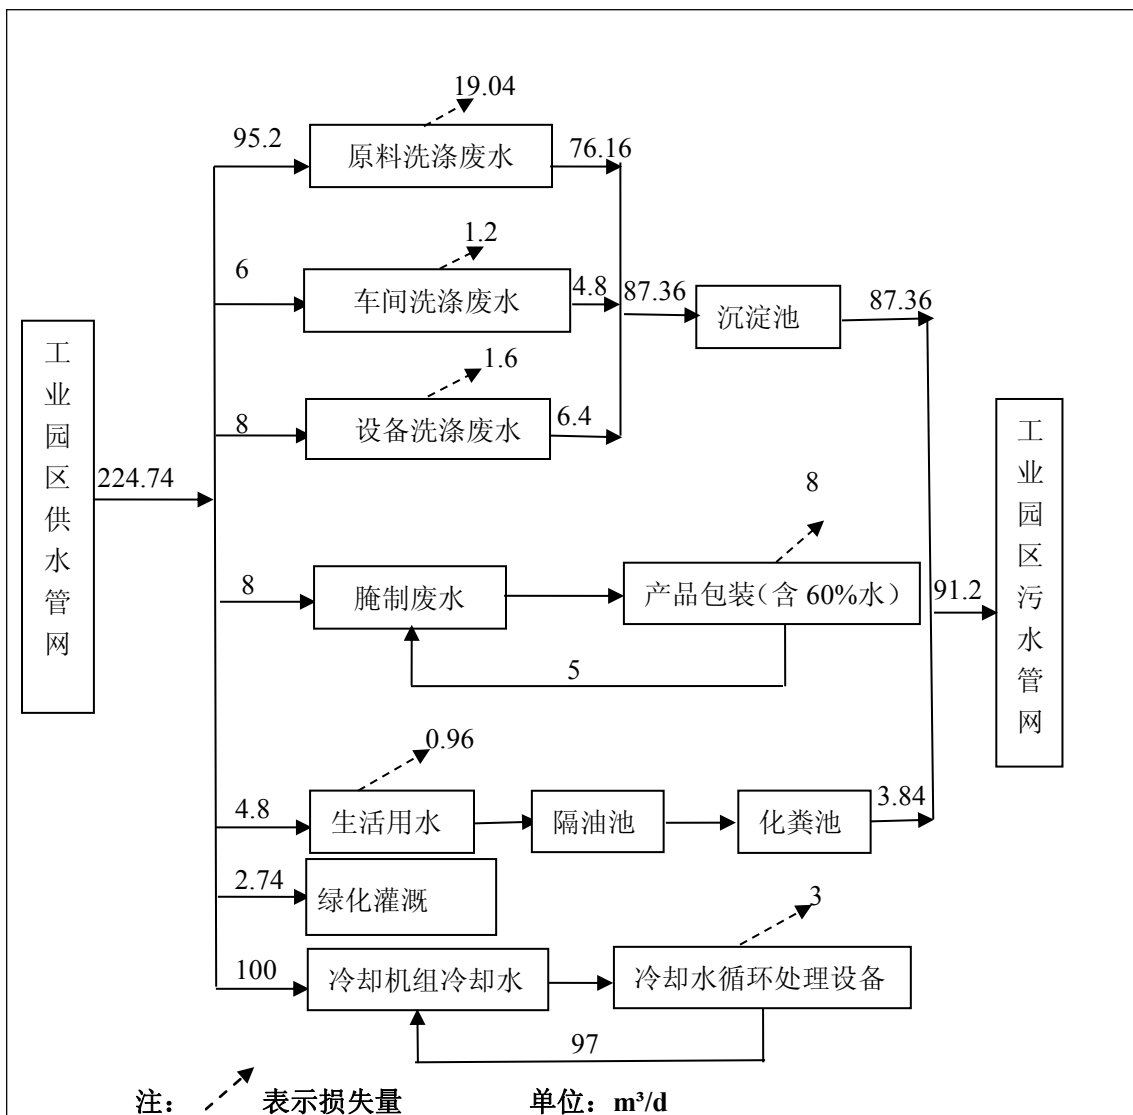 19.04
95.2
原料洗涤废水
76.16
1.2
6
车间洗涤废水
4.8
87.36
沉淀池
87.36
1.6
8
设备洗涤废水
6.4
工业园区供水管网
224.74
工业园区污水管网
8
8
腌制废水
产品包装（含 60%水）
91.2
5
0.96
4.8
生活用水
隔油池
化粪池
3.84
2.74
绿化灌溉
3
100
冷却机组冷却水
冷却水循环处理设备
97
注： 表示损失量 单位：m³/d